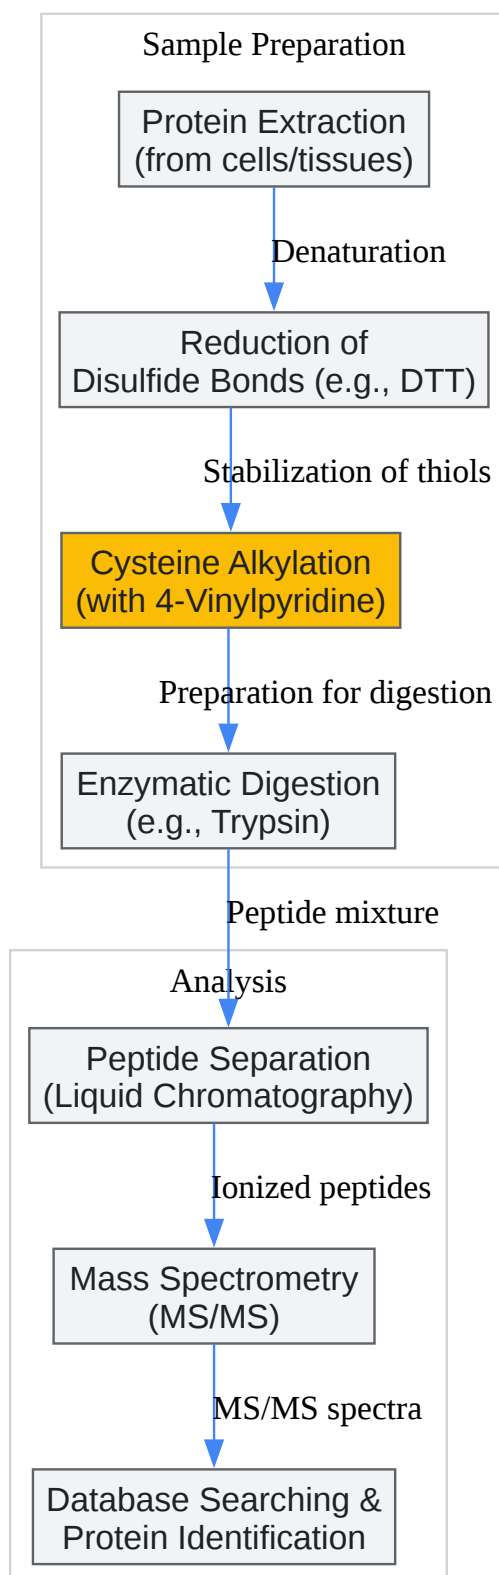 Sample Preparation
Protein Extraction
(from cells/tissues)
Denaturation
Reduction of
Disulfide Bonds (e.g., DTT)
Stabilization of thiols
Cysteine Alkylation
(with 4-Vinylpyridine)
Preparation for digestion
Enzymatic Digestion
(e.g., Trypsin)
Peptide mixture
Analysis
Peptide Separation
(Liquid Chromatography)
Ionized peptides
Mass Spectrometry
(MS/MS)
MS/MS spectra
Database Searching &
Protein Identification